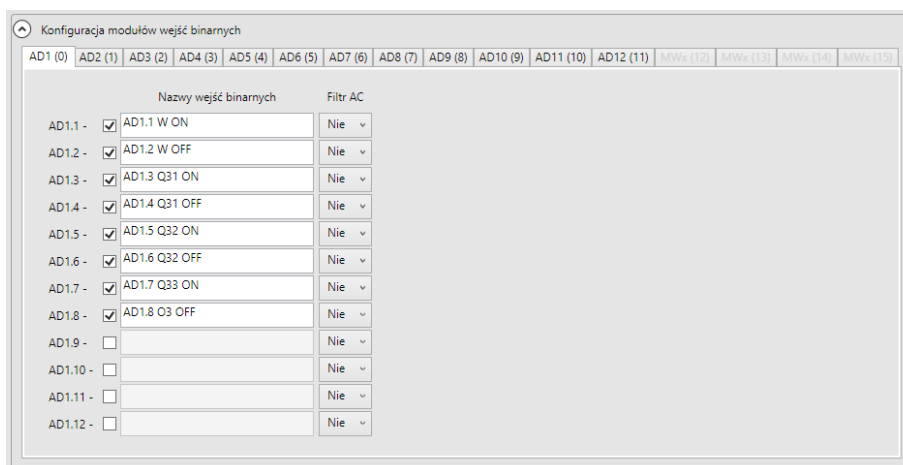 Konfiguracja modułów wejść binarnych
AD1 (0) AD2 (1) AD3 (2) AD4 (3) AD5 (4) AD6 (5) AD7 (6) AD8 (7) AD9 (8) AD10 (9) AD11 (10) AD12 (11) MWx (12) MWx (13) MWx (14) MWx (15)
Nazwy wejść binarnych Filtr AC
AD1.1 - AD1.1 W ON Nie
AD1.2 - AD1.2 W OFF Nie
AD1.3 - AD1.3 Q31 ON Nie
AD1.4 - AD1.4 Q31 OFF Nie
AD1.5 - AD1.5 Q32 ON Nie
AD1.6 - AD1.6 Q32 OFF Nie
AD1.7 - AD1.7 Q33 ON Nie
AD1.8 - AD1.8 O3 OFF Nie
AD1.9 - Nie
AD1.10 - Nie
AD1.11 - Nie
AD1.12 - Nie